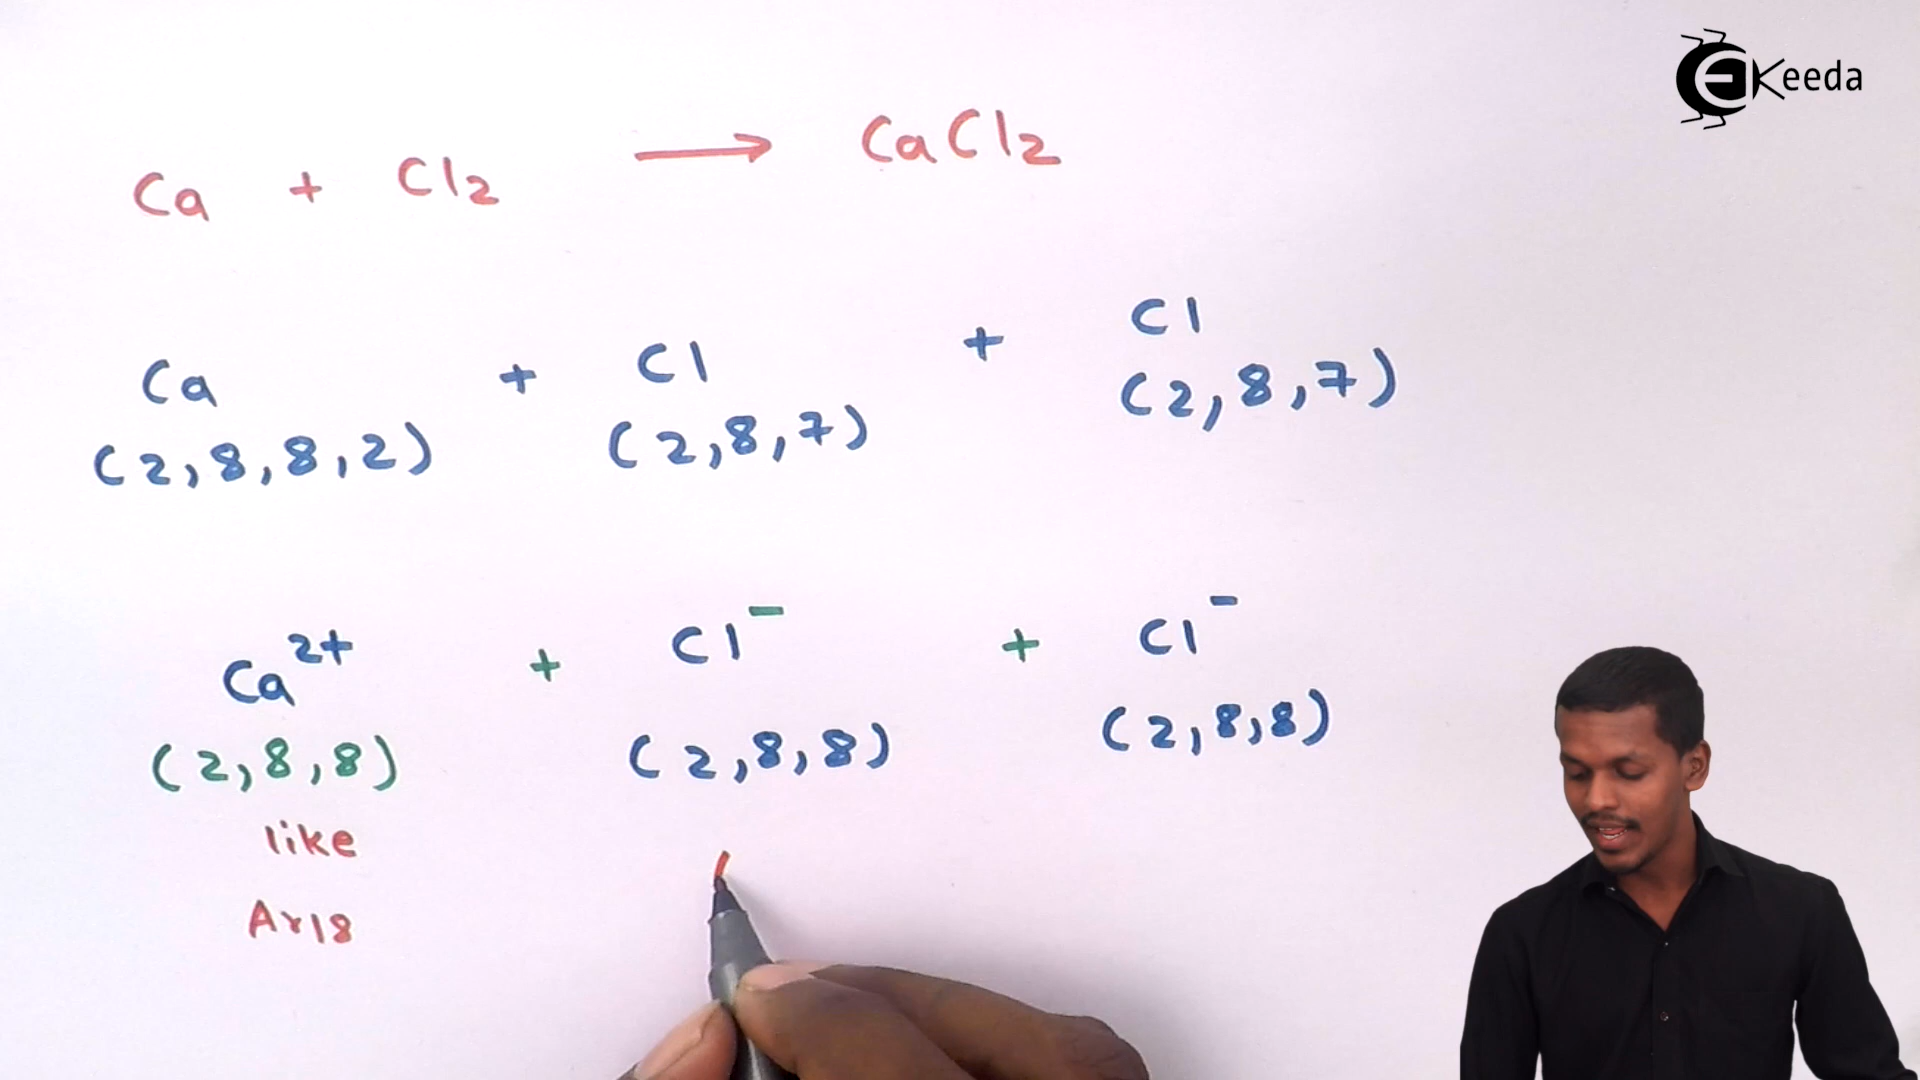 Keeda
Ca + Cl2 → CaCl2
Ca + Cl + Cl
(2,8,8,2) (2,8,7) (2,8,7)
Ca2+ + Cl- + Cl-
(2,8,8) (2,8,8) (2,8,8)
like
Ar18